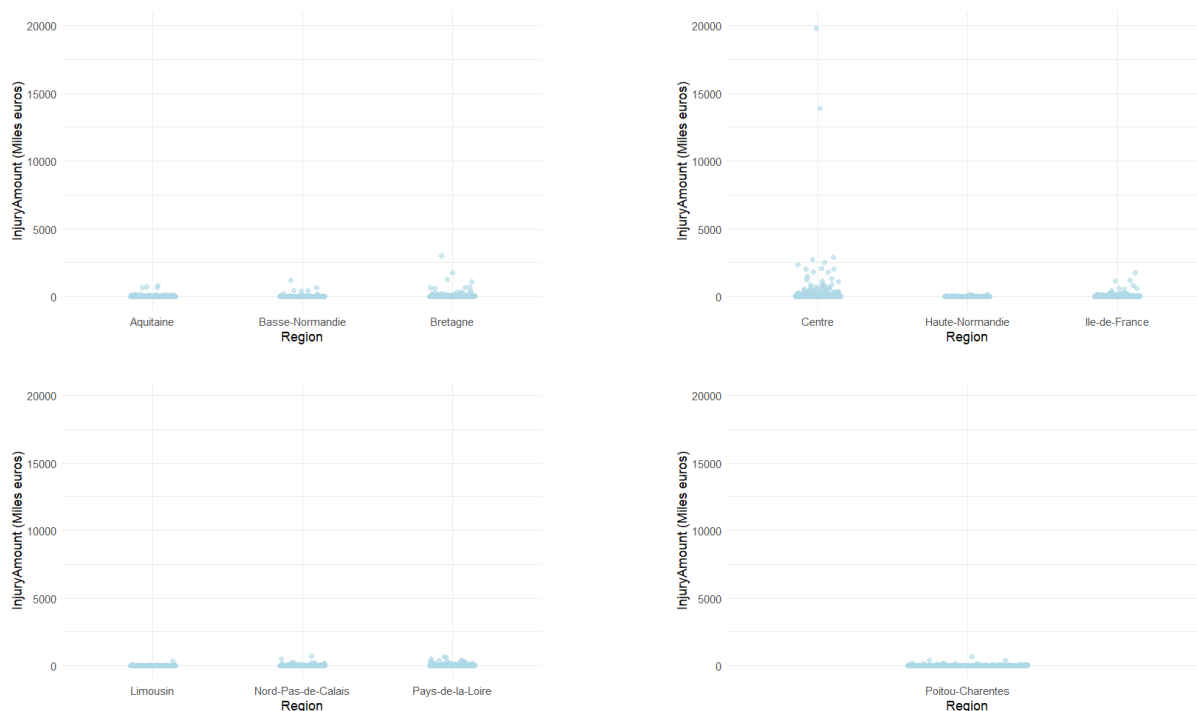 20000
15000
10000
5000
0
InjuryAmount (Miles euros)
Aquitaine Basse-Normandie Bretagne
Region
20000
15000
10000
5000
0
InjuryAmount (Miles euros)
Centre Haute-Normandie Ile-de-France
Region
20000
15000
10000
5000
0
InjuryAmount (Miles euros)
Limousin Nord-Pas-de-Calais Pays-de-la-Loire
Region
20000
15000
10000
5000
0
InjuryAmount (Miles euros)
Poitou-Charentes
Region